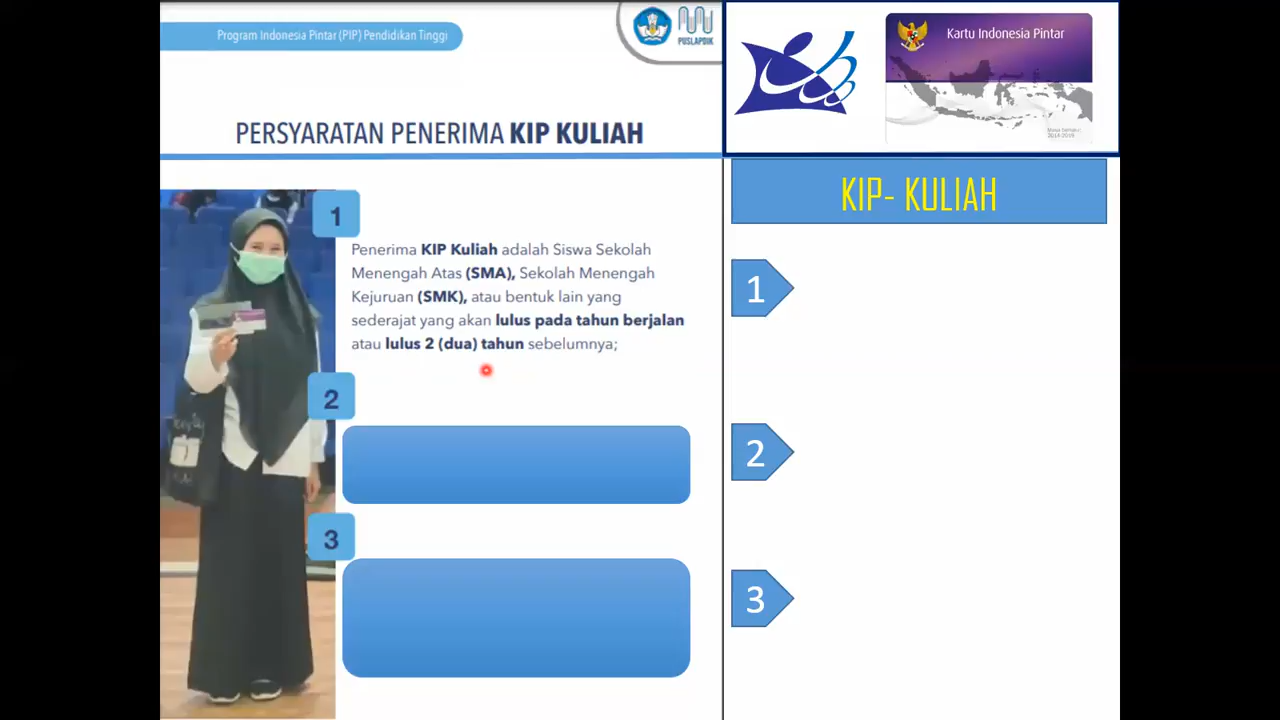 Program Indonesia Pintar (PIP) Pendidikan Tinggi
PUSLAPDIK
Kartu Indonesia Pintar
PERSYARATAN PENERIMA KIP KULIAH
KIP- KULIAH
1
Penerima KIP Kuliah adalah Siswa Sekolah
Menengah Atas (SMA), Sekolah Menengah
Kejuruan (SMK), atau bentuk lain yang
sederajat yang akan lulus pada tahun berjalan
atau lulus 2 (dua) tahun sebelumnya;
2
3
1
2
3